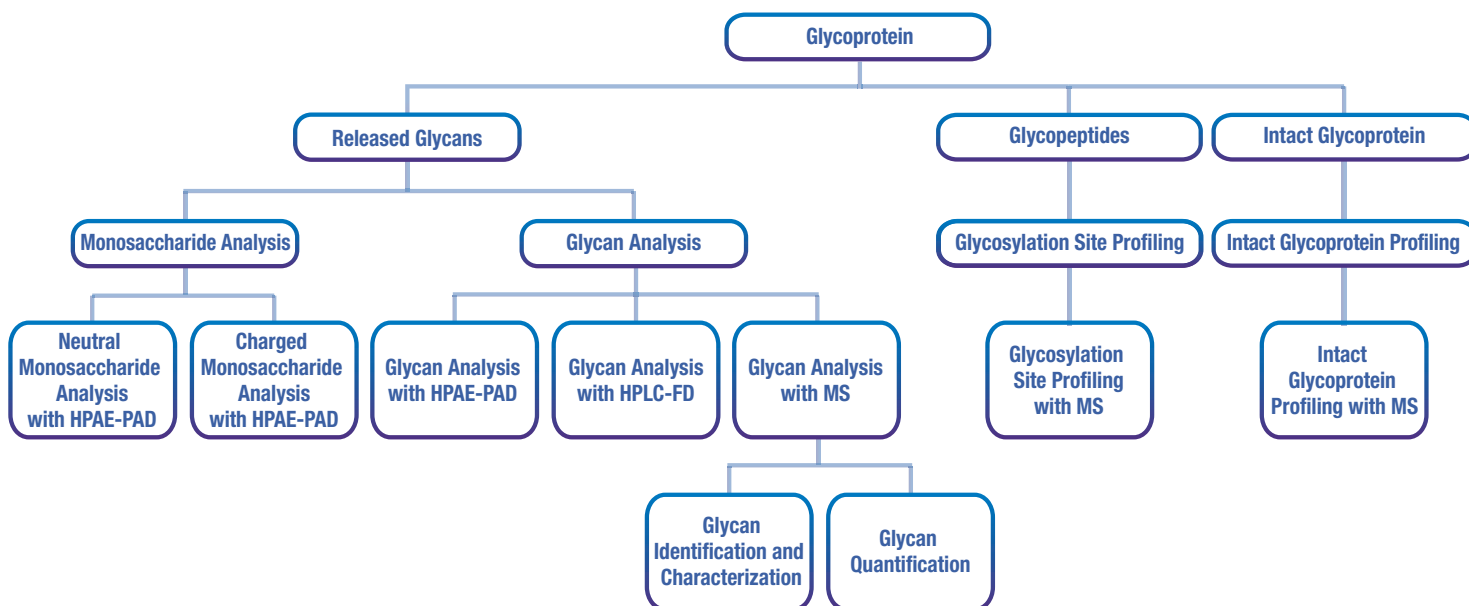 Glycoprotein
Released Glycans
Glycopeptides
Intact Glycoprotein
Monosaccharide Analysis
Glycan Analysis
Glycosylation Site Profiling
Intact Glycoprotein Profiling
Neutral
Monosaccharide
Analysis
with HPAE-PAD
Charged
Monosaccharide
Analysis
with HPAE-PAD
Glycan Analysis
with HPAE-PAD
Glycan Analysis
with HPLC-FD
Glycan Analysis
with MS
Glycosylation
Site Profiling
with MS
Intact
Glycoprotein
Profiling with MS
Glycan
Identification and
Characterization
Glycan
Quantification